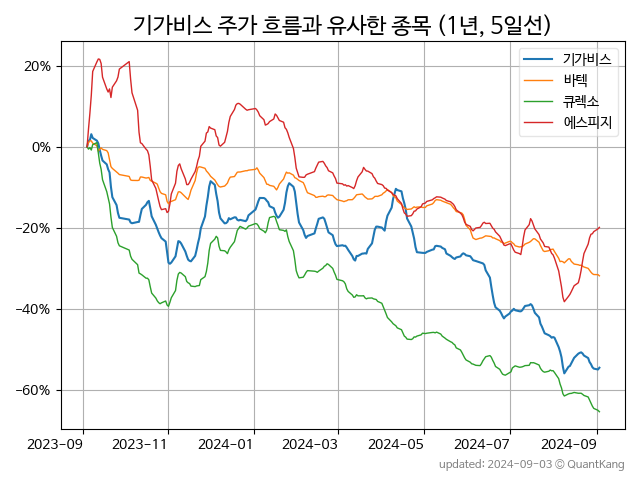 기가비스 주가 흐름과 유사한 종목 (1년, 5일선)
기가비스
바텍
큐렉소
에스피지
20%
0%
−20%
−40%
−60%
2023-09
2023-11
2024-01
2024-03
2024-05
2024-07
2024-09
updated: 2024-09-03 ⓒ QuantKang